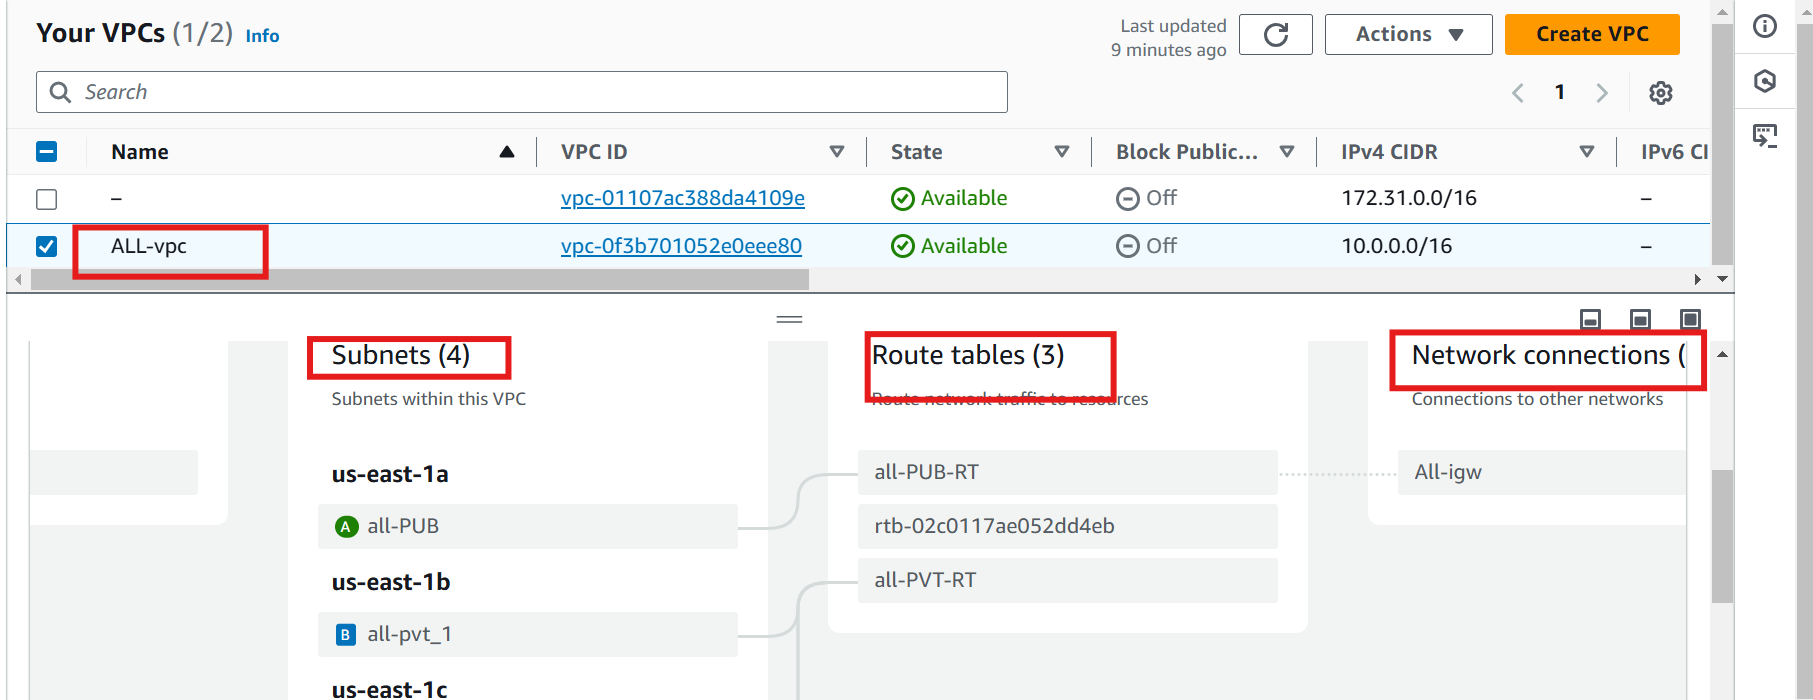 Your VPCs (1/2) Info
Last updated
9 minutes ago
Actions
Create VPC
Search
1
Name
VPC ID
State
Block Public...
IPv4 CIDR
IPv6 CI
–
vpc-01107ac388da4109e
Available
Off
172.31.0.0/16
–
ALL-vpc
vpc-0f3b701052e0eee80
Available
Off
10.0.0.0/16
–
Subnets (4)
Subnets within this VPC
us-east-1a
A all-PUB
us-east-1b
B all-pvt_1
us-east-1c
Route tables (3)
Route network traffic to resources
all-PUB-RT
rtb-02c0117ae052dd4eb
all-PVT-RT
Network connections (
Connections to other networks
All-igw